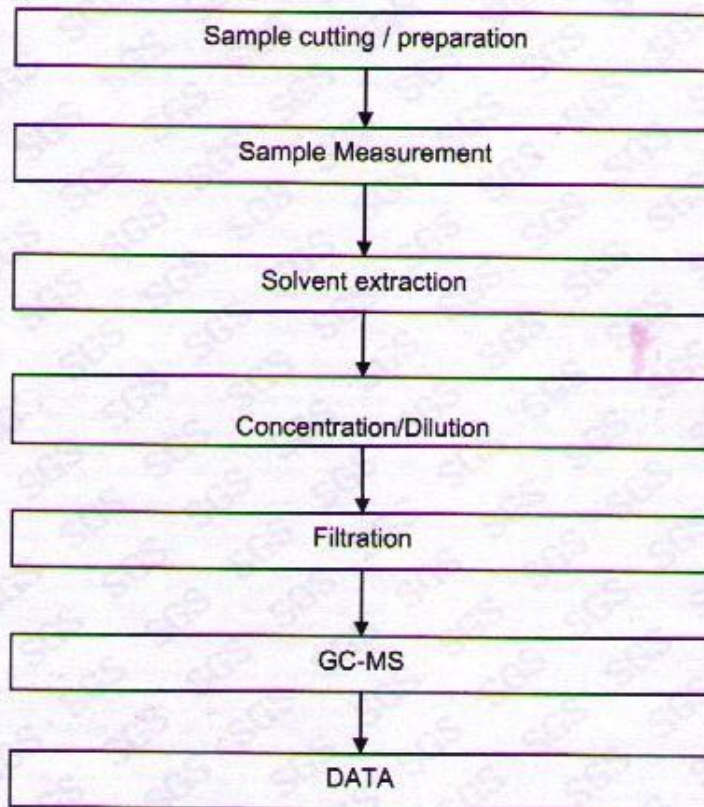 Sample cutting / preparation
Sample Measurement
Solvent extraction
Concentration/Dilution
Filtration
GC-MS
DATA